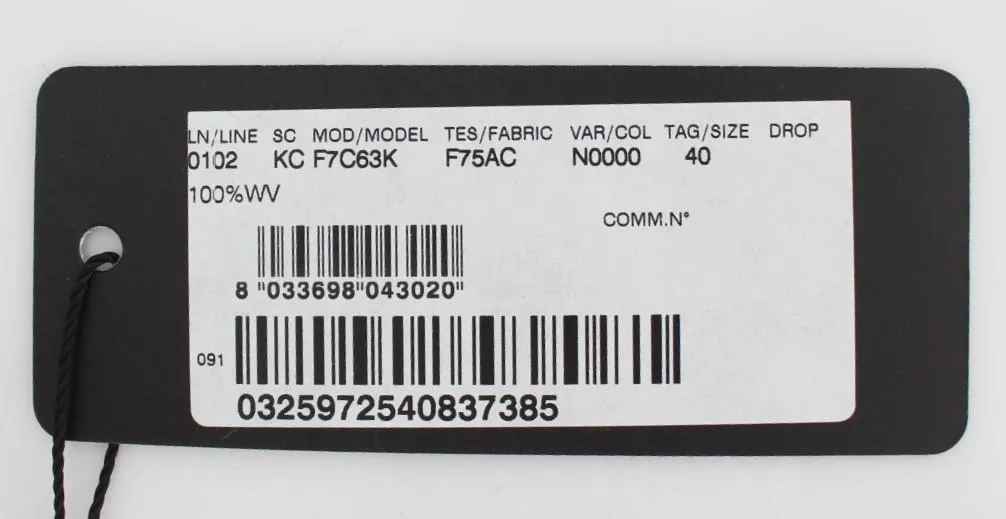 LN/LINE SC MOD/MODEL TES/FABRIC VAR/COL TAG/SIZE DROP
0102 KC F7C63K F75AC N0000 40
100%WV
COMM.N°
8 "033698"043020"
091
0325972540837385